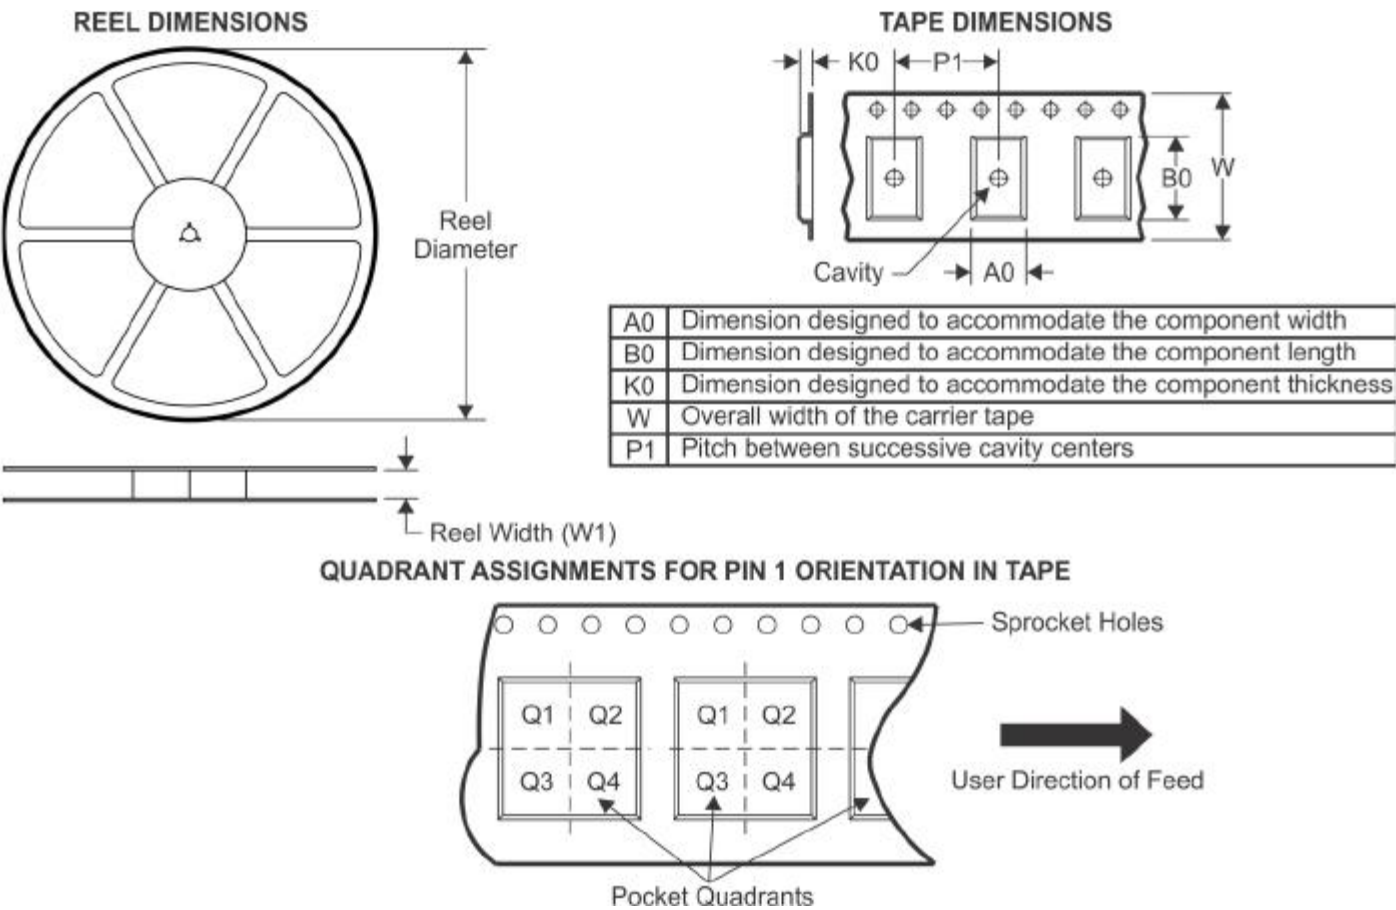 REEL DIMENSIONS
Reel
Diameter
Reel Width (W1)
TAPE DIMENSIONS
K0
P1
B0
W
Cavity
A0
A0 Dimension designed to accommodate the component width
B0 Dimension designed to accommodate the component length
K0 Dimension designed to accommodate the component thickness
W Overall width of the carrier tape
P1 Pitch between successive cavity centers
QUADRANT ASSIGNMENTS FOR PIN 1 ORIENTATION IN TAPE
Sprocket Holes
Q1 Q2 Q1 Q2
Q3 Q4 Q3 Q4
User Direction of Feed
Pocket Quadrants